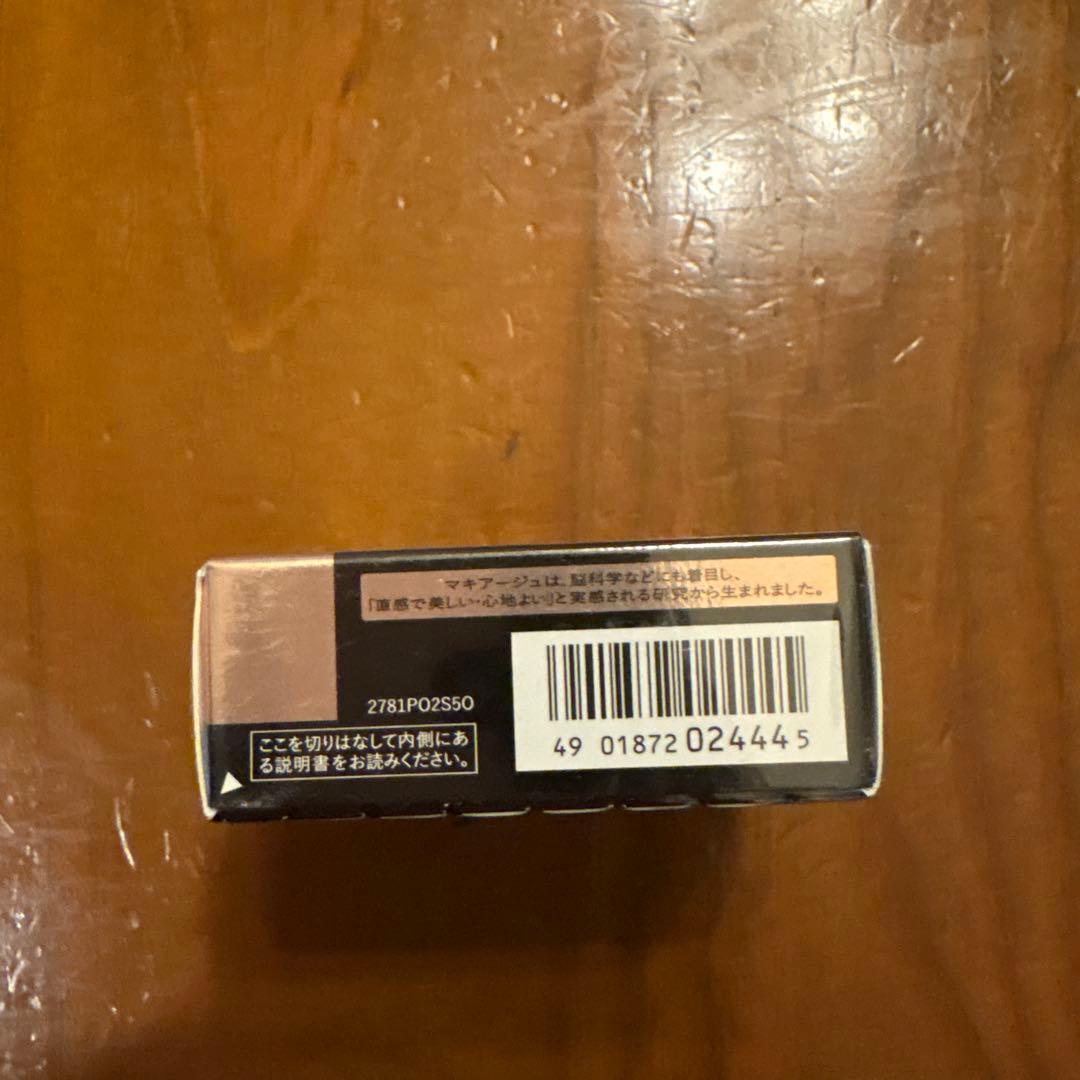 マキアージュは、脳科学などにも着目し、
「直感で美しい・心地よい」と実感される研究から生まれました。
2781PO2S5O
ここを切りはなして内側にあ
る説明書をお読みください。
49 01872 024445